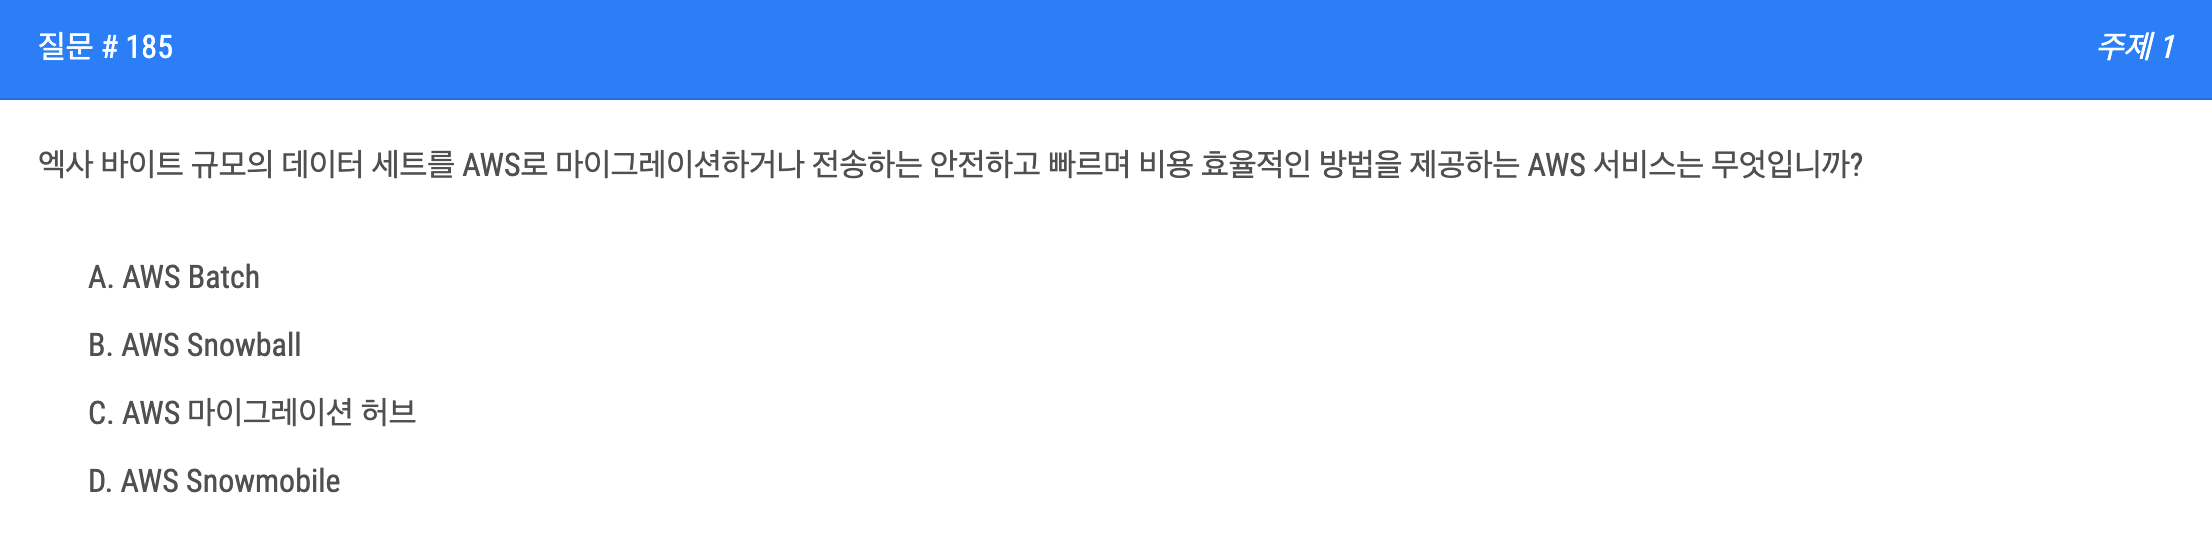 질문 # 185
주제 1
엑사 바이트 규모의 데이터 세트를 AWS로 마이그레이션하거나 전송하는 안전하고 빠르며 비용 효율적인 방법을 제공하는 AWS 서비스는 무엇입니까?
A. AWS Batch
B. AWS Snowball
C. AWS 마이그레이션 허브
D. AWS Snowmobile